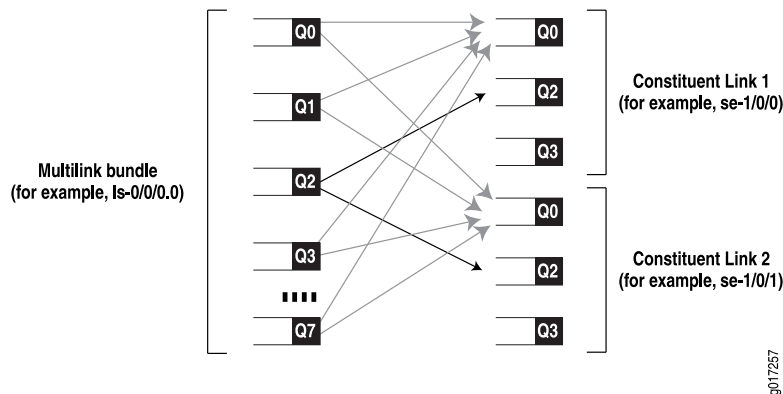 Q0
Q1
Q2
Q3
Q7
Multilink bundle
(for example, ls-0/0/0.0)
Q0
Q2
Q3
Q0
Q2
Q3
Constituent Link 1
(for example, se-1/0/0)
Constituent Link 2
(for example, se-1/0/1)
g017257